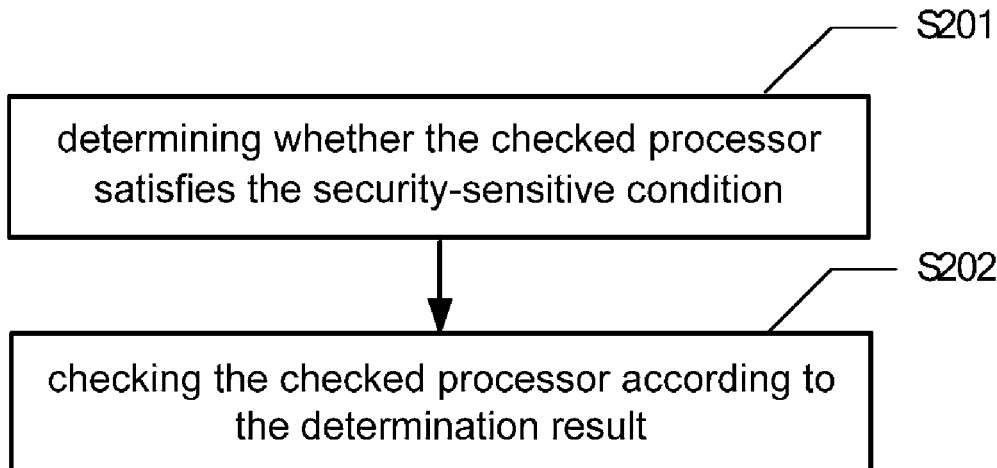 S201
determining whether the checked processor
satisfies the security-sensitive condition
S202
checking the checked processor according to
the determination result